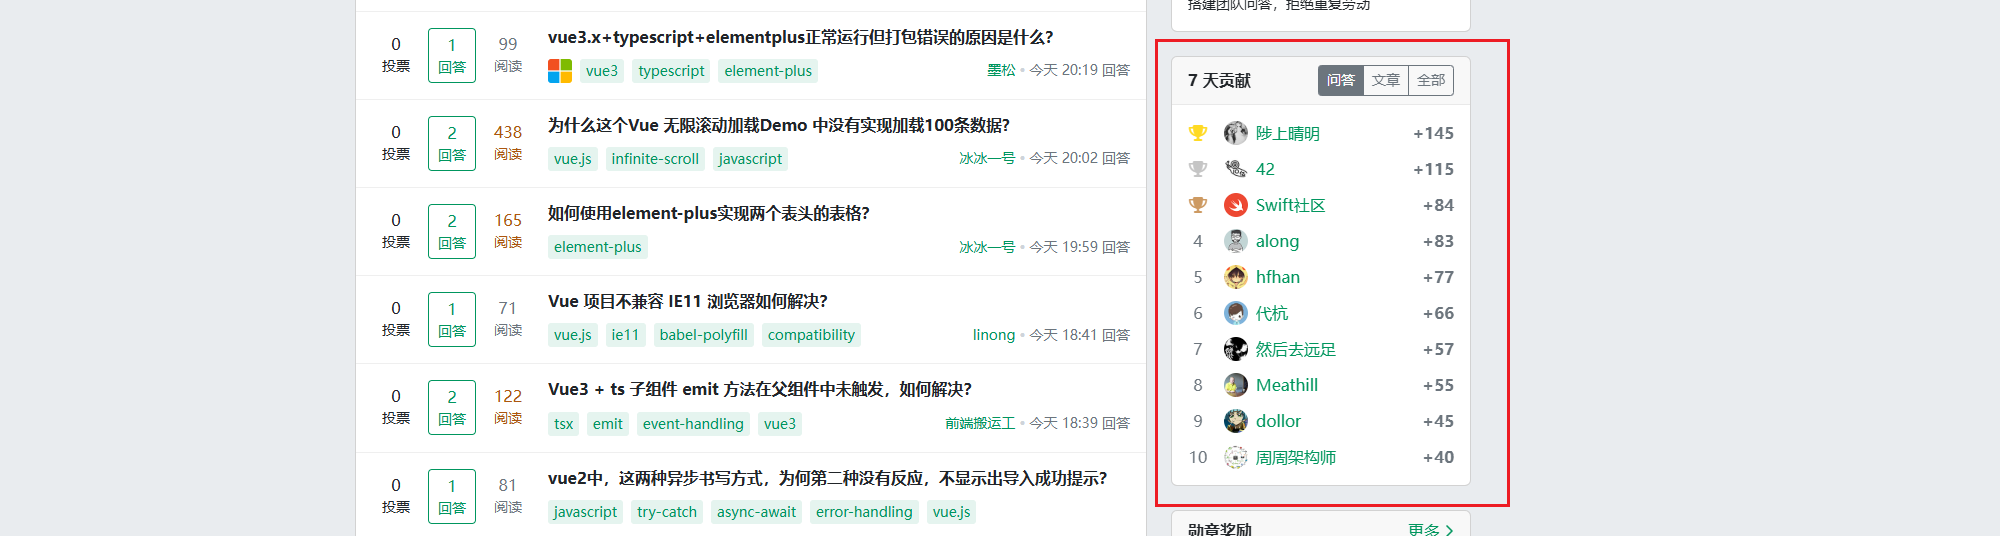 0
投票
1
回答
99
阅读
vue3.x+typescript+elementplus正常运行但打包错误的原因是什么？
vue3 typescript element-plus
墨松 • 今天 20:19 回答
0
投票
2
回答
438
阅读
为什么这个Vue 无限滚动加载Demo 中没有实现加载100条数据？
vue.js infinite-scroll javascript
冰冰一号 • 今天 20:02 回答
0
投票
2
回答
165
阅读
如何使用element-plus实现两个表头的表格？
element-plus
冰冰一号 • 今天 19:59 回答
0
投票
1
回答
71
阅读
Vue 项目不兼容 IE11 浏览器如何解决？
vue.js ie11 babel-polyfill compatibility
linong • 今天 18:41 回答
0
投票
2
回答
122
阅读
Vue3 + ts 子组件 emit 方法在父组件中未触发，如何解决？
tsx emit event-handling vue3
前端搬运工 • 今天 18:39 回答
0
投票
1
回答
81
阅读
vue2中，这两种异步书写方式，为何第二种没有反应，不显示出导入成功提示？
javascript try-catch async-await error-handling vue.js
搭建团队问答，拒绝重复劳动
7 天贡献 问答 文章 全部
陟上晴明 +145
42 +115
Swift社区 +84
4 along +83
5 hfhan +77
6 代杭 +66
7 然后去远足 +57
8 Meathill +55
9 dollor +45
10 周周架构师 +40
勋章奖励 更多